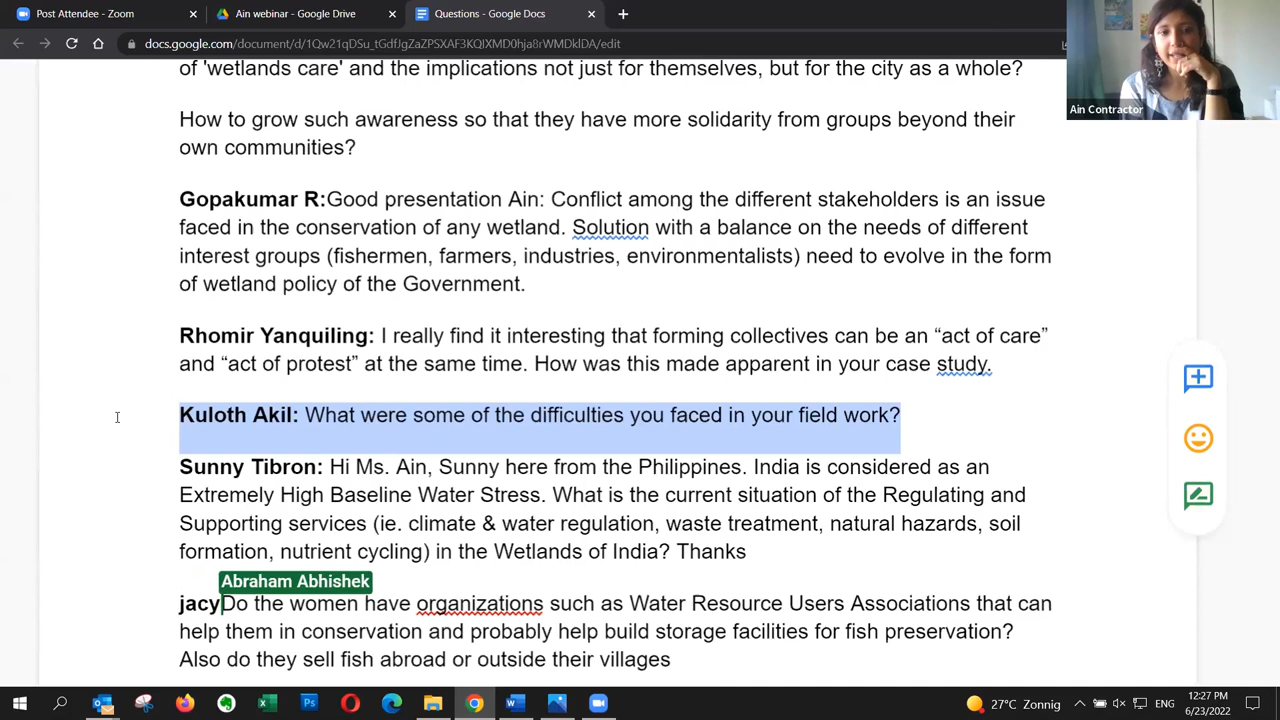 Post Attendee - Zoom
Ain webinar - Google Drive
Questions - Google Docs
docs.google.com/document/d/1Qw21qDSu_tGdfJgZaZPSXAF3KQJXMD0hja8rWMDklDA/edit
Ain Contractor
of 'wetlands care' and the implications not just for themselves, but for the city as a whole?
How to grow such awareness so that they have more solidarity from groups beyond their
own communities?
Gopakumar R:Good presentation Ain: Conflict among the different stakeholders is an issue
faced in the conservation of any wetland. Solution with a balance on the needs of different
interest groups (fishermen, farmers, industries, environmentalists) need to evolve in the form
of wetland policy of the Government.
Rhomir Yanquiling: I really find it interesting that forming collectives can be an “act of care”
and “act of protest” at the same time. How was this made apparent in your case study.
Kuloth Akil: What were some of the difficulties you faced in your field work?
Sunny Tibron: Hi Ms. Ain, Sunny here from the Philippines. India is considered as an
Extremely High Baseline Water Stress. What is the current situation of the Regulating and
Supporting services (ie. climate & water regulation, waste treatment, natural hazards, soil
formation, nutrient cycling) in the Wetlands of India? Thanks
Abraham Abhishek
jacyDo the women have organizations such as Water Resource Users Associations that can
help them in conservation and probably help build storage facilities for fish preservation?
Also do they sell fish abroad or outside their villages
27°C Zonnig
ENG
12:27 PM
6/23/2022